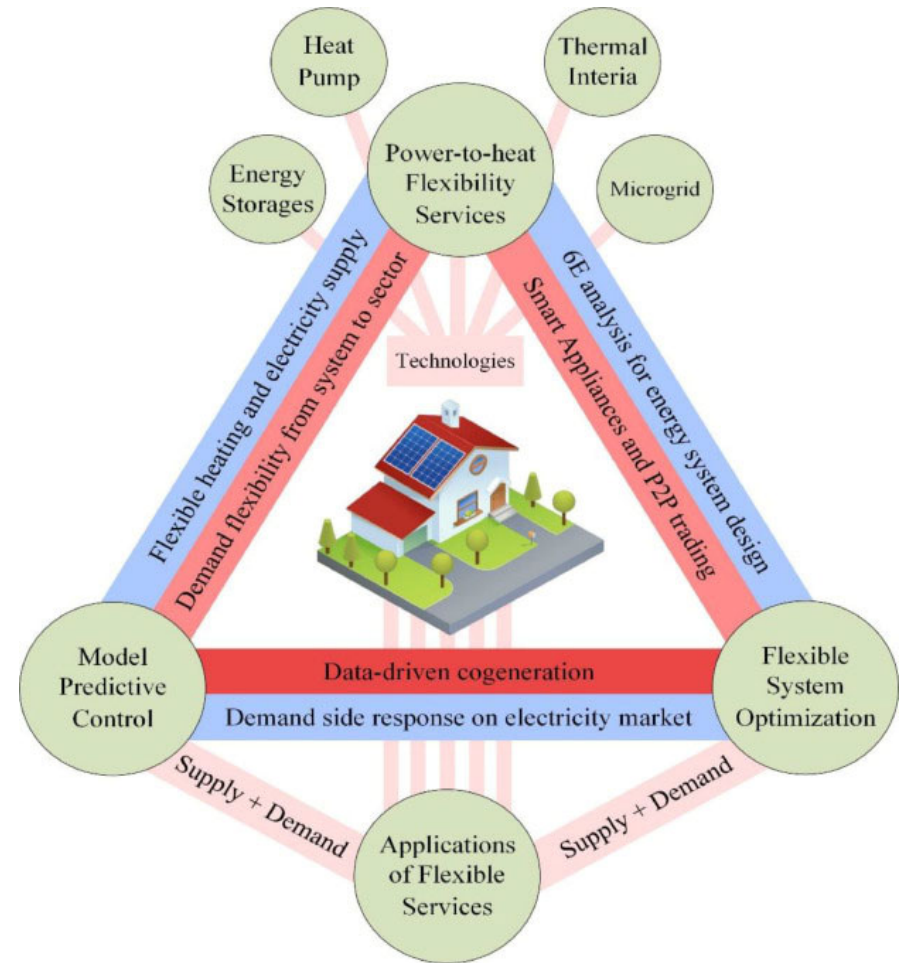 Heat
Pump
Thermal
Interia
Energy
Storages
Power-to-heat
Flexibility
Services
Microgrid
Flexible heating and electricity supply
Demand flexibility from system to sector
6E analysis for energy system design
Smart Appliances and P2P trading
Technologies
Model
Predictive
Control
Data-driven cogeneration
Demand side response on electricity market
Flexible
System
Optimization
Supply + Demand
Supply + Demand
Applications
of Flexible
Services